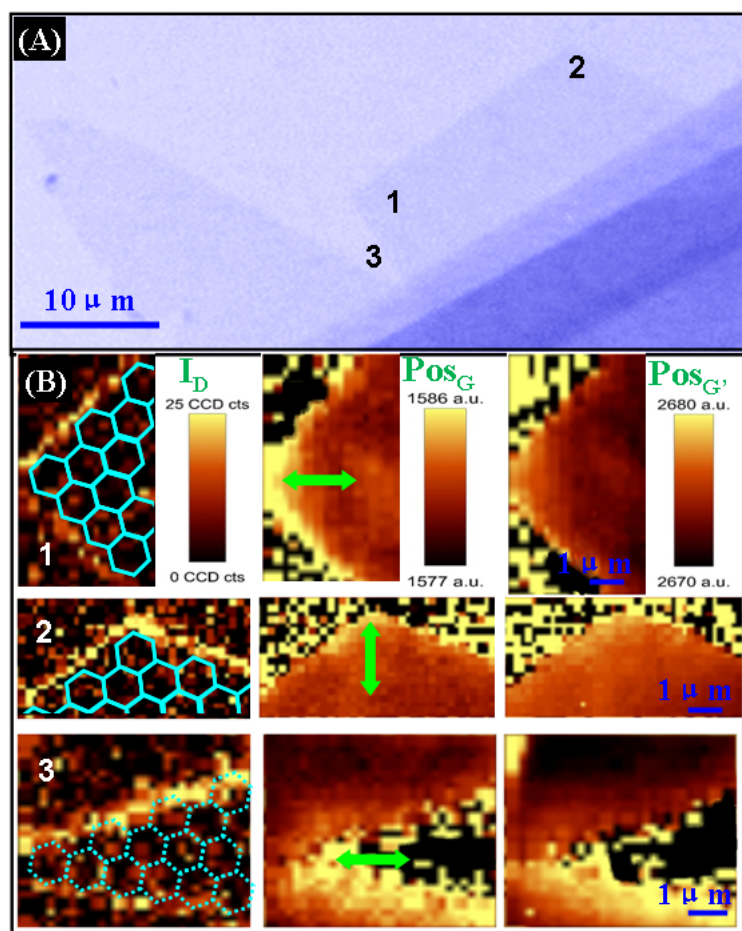 (A)
2
1
3
10 μ m
(B)
I_D
25 CCD cts
0 CCD cts
1
Pos_G
1586 a.u.
1577 a.u.
Pos_G'
2680 a.u.
2670 a.u.
1 μ m
2
1 μ m
3
1 μ m